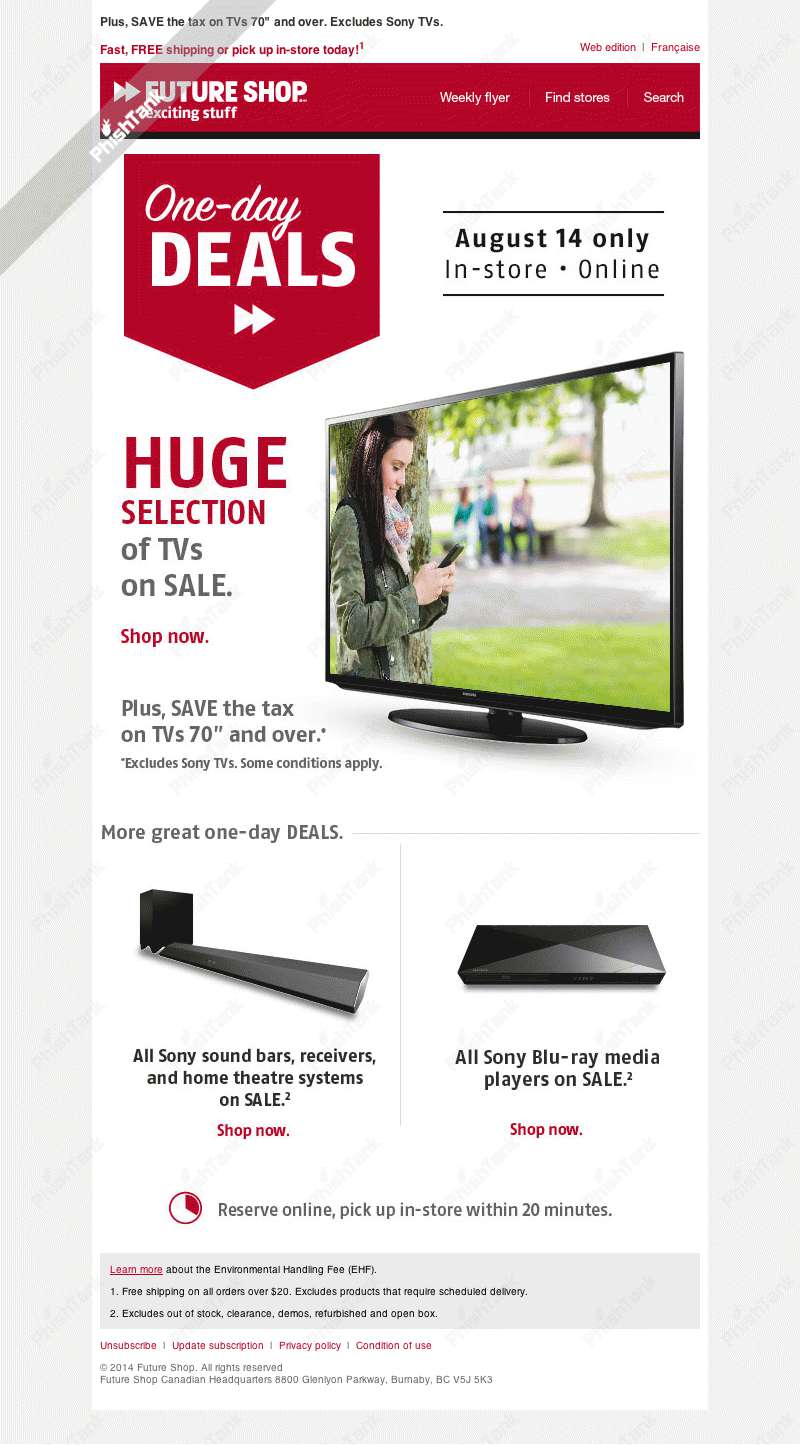 Plus, SAVE the tax on TVs 70" and over. Excludes Sony TVs.
Fast, FREE shipping or pick up in-store today!1
Web edition | Française
FUTURE SHOP
exciting stuff
Weekly flyer | Find stores | Search
PhishTank
One-day
DEALS
August 14 only
In-store • Online
HUGE
SELECTION
of TVs
on SALE.
Shop now.
SAMSUNG
Plus, SAVE the tax
on TVs 70" and over.*
*Excludes Sony TVs. Some conditions apply.
More great one-day DEALS.
All Sony sound bars, receivers,
and home theatre systems
on SALE.2
Shop now.
All Sony Blu-ray media
players on SALE.2
Shop now.
Reserve online, pick up in-store within 20 minutes.
Learn more about the Environmental Handling Fee (EHF).
1. Free shipping on all orders over $20. Excludes products that require scheduled delivery.
2. Excludes out of stock, clearance, demos, refurbished and open box.
Unsubscribe | Update subscription | Privacy policy | Condition of use
© 2014 Future Shop. All rights reserved
Future Shop Canadian Headquarters 8800 Glenlyon Parkway, Burnaby, BC V5J 5K3